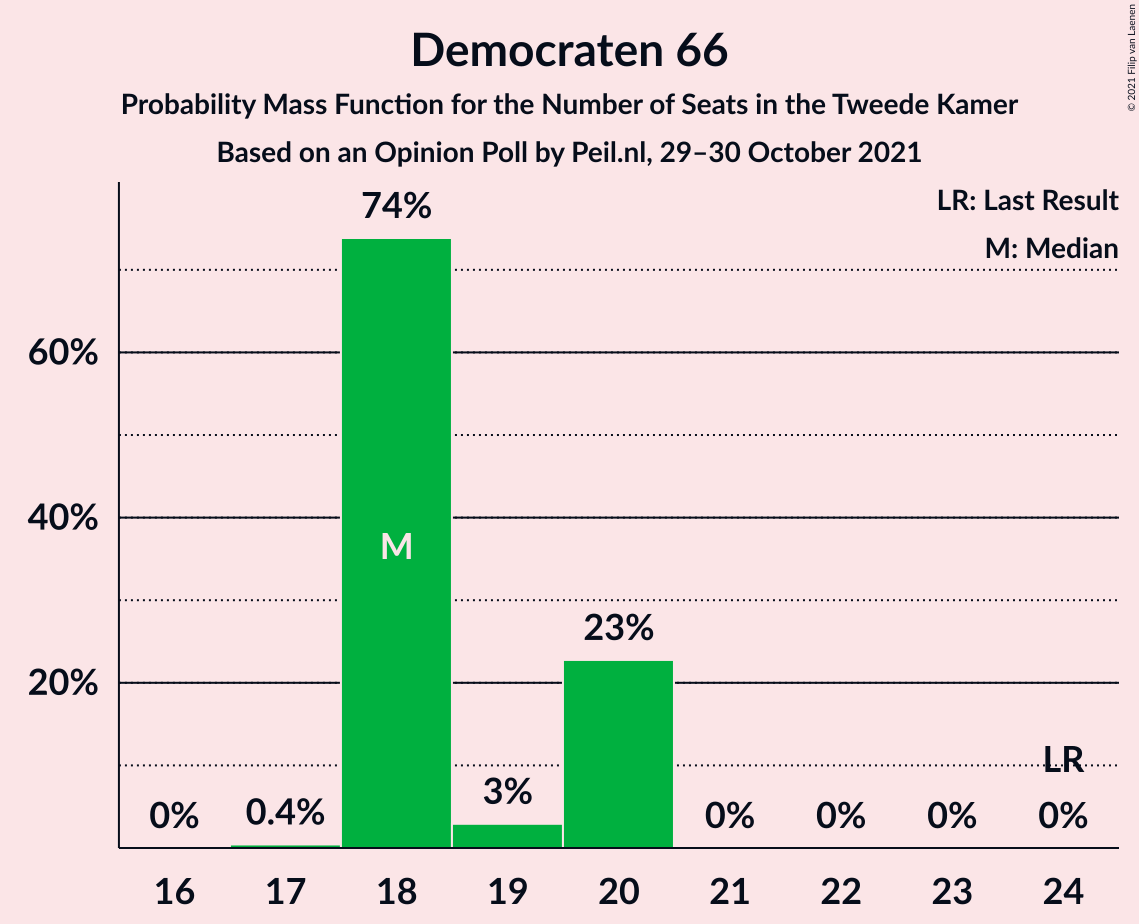 Democraten 66
Probability Mass Function for the Number of Seats in the Tweede Kamer
Based on an Opinion Poll by Peil.nl, 29–30 October 2021
© 2021 Filip van Laenen
LR: Last Result
M: Median
60%
40%
20%
0%
0.4%
74%
M
3%
23%
0%
0%
0%
LR
0%
16 17 18 19 20 21 22 23 24